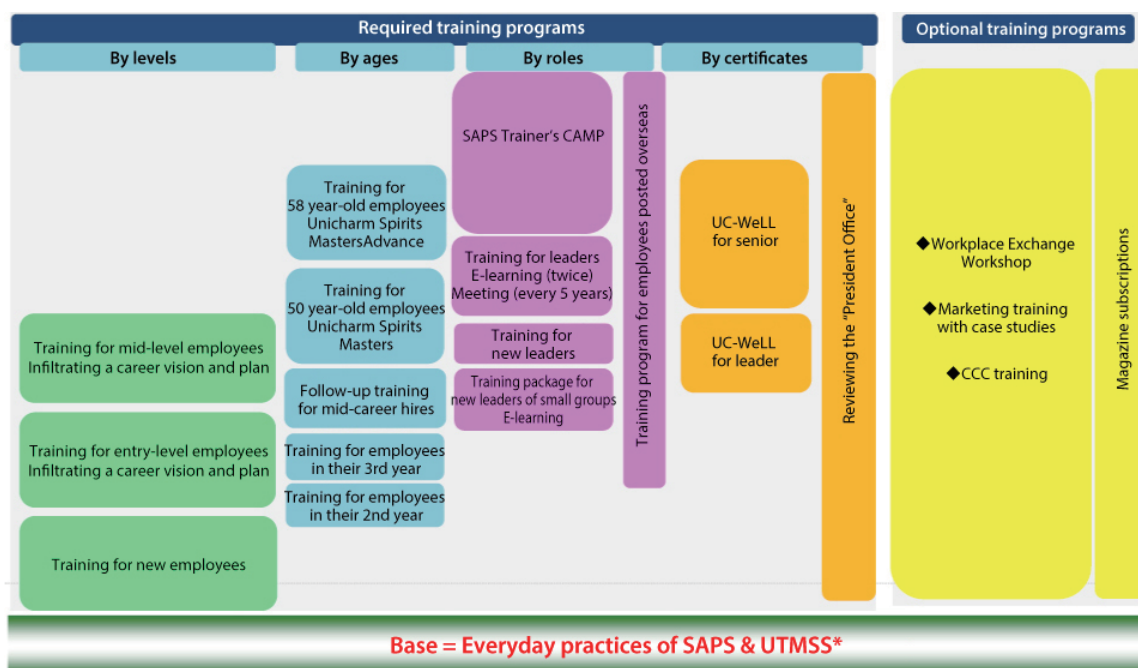 Required training programs
Optional training programs
By levels
By ages
By roles
By certificates
Training for mid-level employees
Infiltrating a career vision and plan
Training for entry-level employees
Infiltrating a career vision and plan
Training for new employees
Training for
58 year-old employees
Unicharm Spirits
MastersAdvance
Training for
50 year-old employees
Unicharm Spirits
Masters
Follow-up training
for mid-career hires
Training for employees
in their 3rd year
Training for employees
in their 2nd year
SAPS Trainer's CAMP
Training for leaders
E-learning (twice)
Meeting (every 5 years)
Training for
new leaders
Training package for
new leaders of small groups
E-learning
Training program for employees posted overseas
UC-WeLL
for senior
UC-WeLL
for leader
Reviewing the "President Office"
◆Workplace Exchange
Workshop
◆Marketing training
with case studies
◆CCC training
Magazine subscriptions
Base = Everyday practices of SAPS & UTMSS*